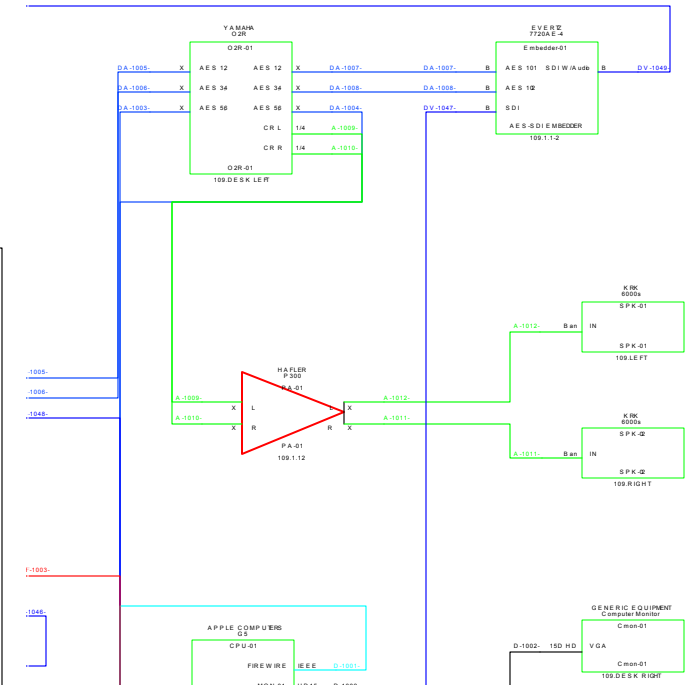 YAMAHA
O2R
O2R-01
DA-1005- X AES 12 AES 12 X DA-1007-
DA-1006- X AES 34 AES 34 X DA-1008-
DA-1003- X AES 56 AES 56 X DA-1004-
CR L 1/4 A-1009-
CR R 1/4 A-1010-
O2R-01
109.DESK LEFT
EVERTZ
7720AE-4
Embedder-01
DA-1007- B AES 101 SDI W/Audio B DV-1049-
DA-1008- B AES 102
DV-1047- B SDI
AES-SDI EMBEDDER
109.1.1-2
KRK
6000s
SPK-01
A-1012- Ban IN
SPK-01
109.LEFT
-1005-
-1006-
-1048-
HAFLER
P300
PA-01
A-1009- X L L X A-1012-
A-1010- X R R X A-1011-
PA-01
109.1.12
KRK
6000s
SPK-02
A-1011- Ban IN
SPK-02
109.RIGHT
-1003-
-1046-
APPLE COMPUTERS
G5
CPU-01
FIREWIRE IEEE D-1001-
GENERIC EQUIPMENT
Computer Monitor
Cmon-01
D-1002- 15D HD VGA
Cmon-01
109.DESK RIGHT